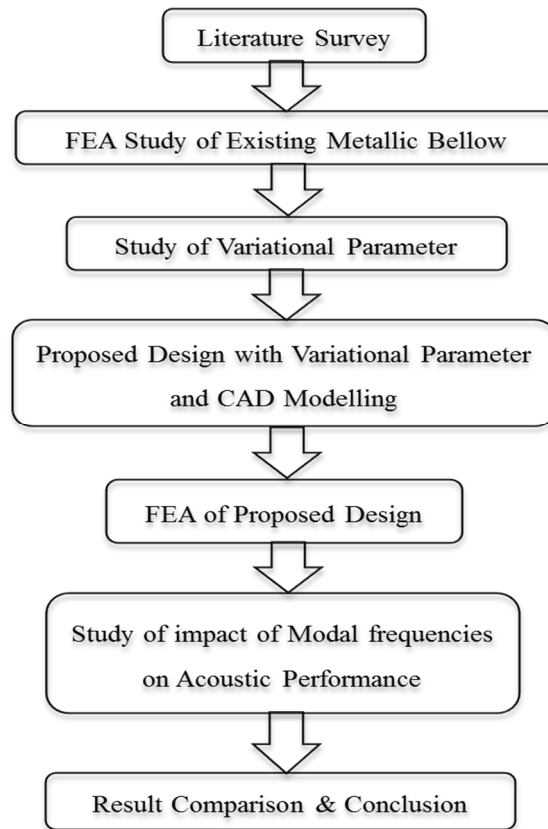 Literature Survey
FEA Study of Existing Metallic Bellow
Study of Variational Parameter
Proposed Design with Variational Parameter
and CAD Modelling
FEA of Proposed Design
Study of impact of Modal frequencies
on Acoustic Performance
Result Comparison & Conclusion